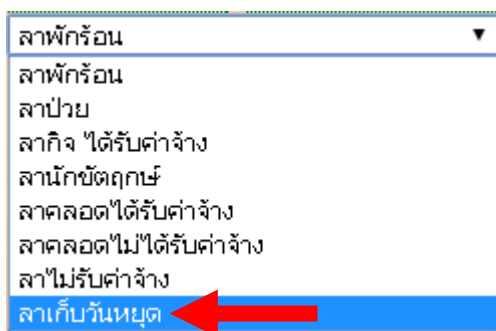 ลาพักร้อน
ลาพักร้อน
ลาป่วย
ลากิจ ได้รับค่าจ้าง
ลานักขัตฤกษ์
ลาคลอดได้รับค่าจ้าง
ลาคลอดไม่ได้รับค่าจ้าง
ลาไม่รับค่าจ้าง
ลาเก็บวันหยุด